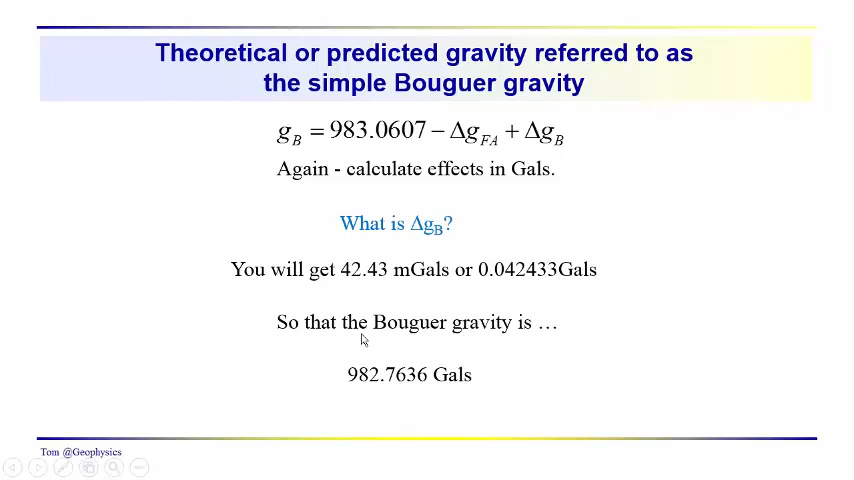 Theoretical or predicted gravity referred to as
the simple Bouguer gravity
g_B = 983.0607 − Δg_FA + Δg_B
Again - calculate effects in Gals.
What is Δg_B?
You will get 42.43 mGals or 0.042433Gals
So that the Bouguer gravity is …
982.7636 Gals
Tom @Geophysics